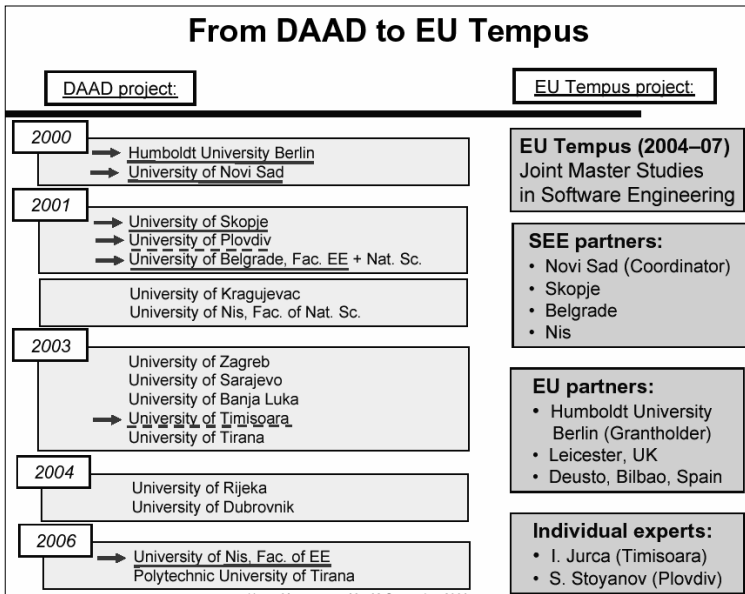 From DAAD to EU Tempus
DAAD project:
EU Tempus project:
2000
Humboldt University Berlin
University of Novi Sad
2001
University of Skopje
University of Plovdiv
University of Belgrade, Fac. EE + Nat. Sc.
University of Kragujevac
University of Nis, Fac. of Nat. Sc.
2003
University of Zagreb
University of Sarajevo
University of Banja Luka
University of Timisoara
University of Tirana
2004
University of Rijeka
University of Dubrovnik
2006
University of Nis, Fac. of EE
Polytechnic University of Tirana
EU Tempus (2004–07)
Joint Master Studies
in Software Engineering
SEE partners:
• Novi Sad (Coordinator)
• Skopje
• Belgrade
• Nis
EU partners:
• Humboldt University
Berlin (Grantholder)
• Leicester, UK
• Deusto, Bilbao, Spain
Individual experts:
• I. Jurca (Timisoara)
• S. Stoyanov (Plovdiv)